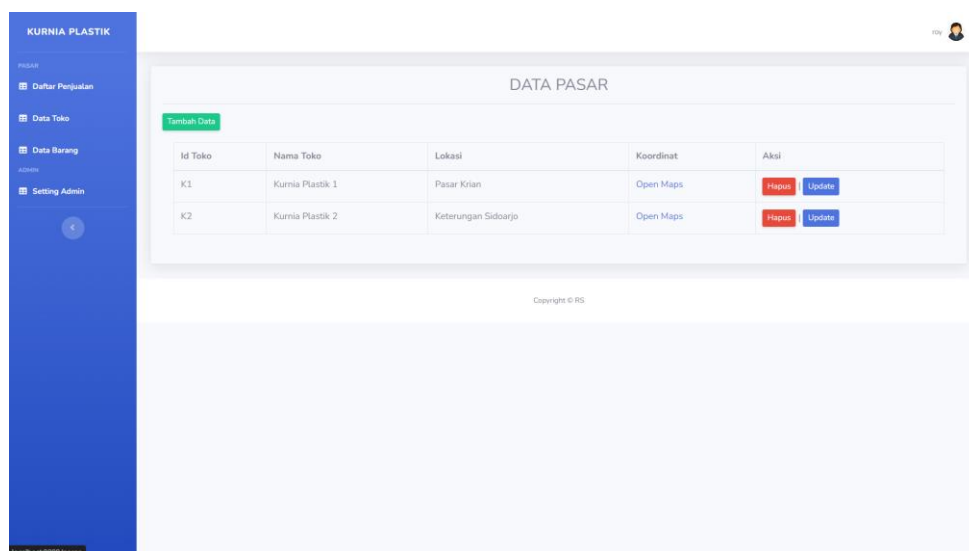 KURNIA PLASTIK
roy
PASAR
Daftar Penjualan
Data Toko
Data Barang
ADMIN
Setting Admin
DATA PASAR
Tambah Data
Id Toko Nama Toko Lokasi Koordinat Aksi
K1 Kurnia Plastik 1 Pasar Krian Open Maps Hapus | Update
K2 Kurnia Plastik 2 Keterungan Sidoarjo Open Maps Hapus | Update
Copyright © RS